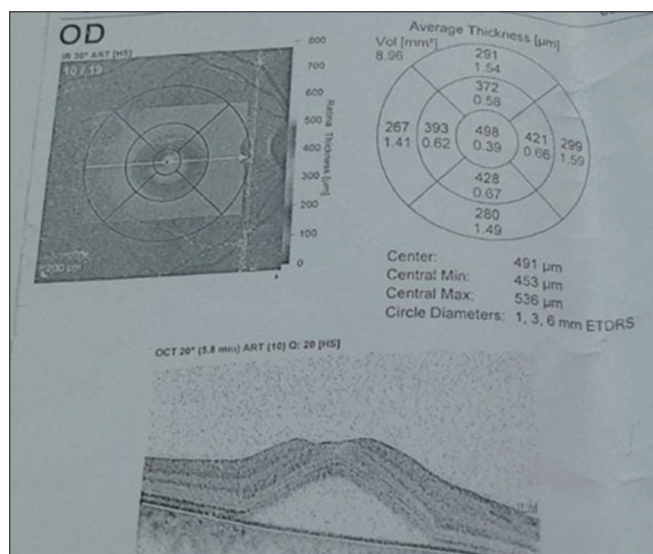 OD
IR 30° ART [HS]
10 / 19
200 µm
800
700
600
500
400
300
200
100
0
Retina Thickness [µm]
Average Thickness [µm]
Vol [mm³]
8.96
291
1.54
372
0.58
267 393 498 421 299
1.41 0.62 0.39 0.66 1.59
428
0.67
280
1.49
Center: 491 µm
Central Min: 453 µm
Central Max: 536 µm
Circle Diameters: 1, 3, 6 mm ETDRS
OCT 20° (5.8 mm) ART (10) Q: 20 [HS]